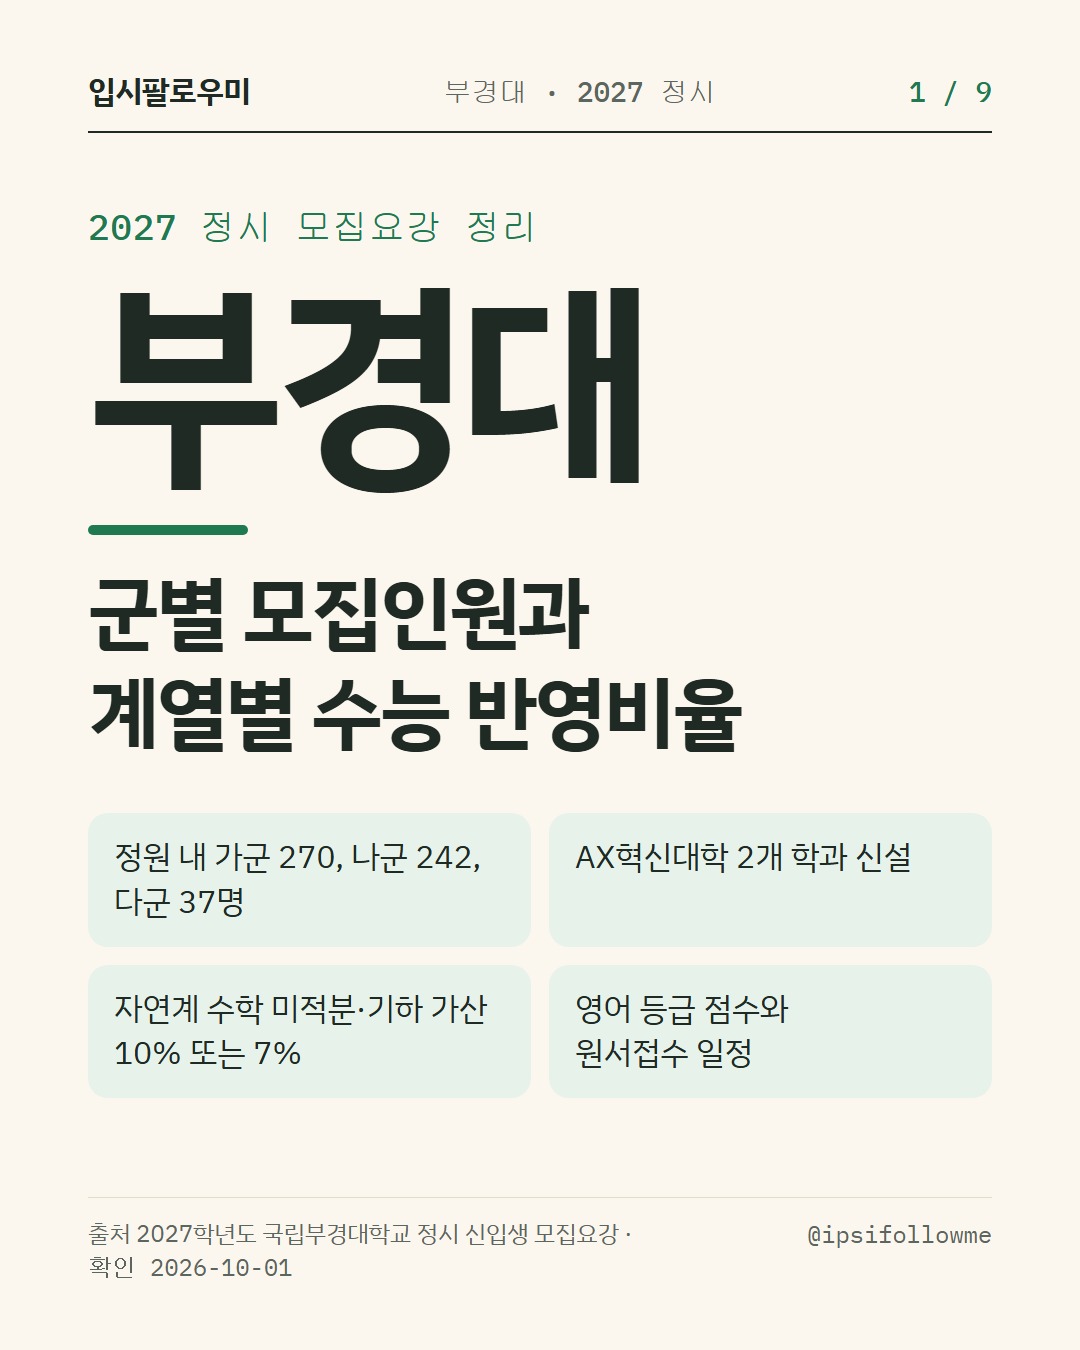 입시팔로우미
부경대 · 2027 정시
1 / 9
2027 정시 모집요강 정리
부경대
군별 모집인원과
계열별 수능 반영비율
정원 내 가군 270, 나군 242,
다군 37명
AX혁신대학 2개 학과 신설
자연계 수학 미적분·기하 가산
10% 또는 7%
영어 등급 점수와
원서접수 일정
출처 2027학년도 국립부경대학교 정시 신입생 모집요강 ·
확인 2026-10-01
@ipsifollowme